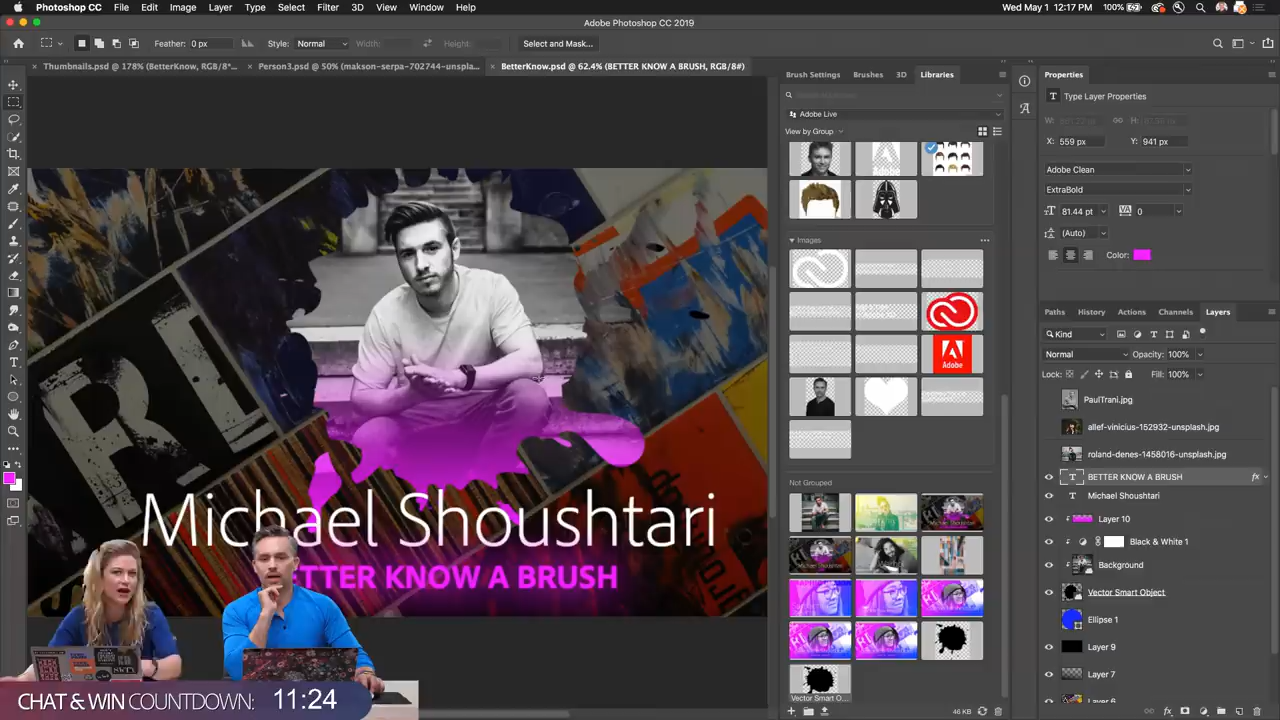 Photoshop CC File Edit Image Layer Type Select Filter 3D View Window Help
100% Wed May 1 12:17 PM
Adobe Photoshop CC 2019
Feather: 0 px Style: Normal Width: Height: Select and Mask...
× Thumbnails.psd @ 178% (BetterKnow, RGB/8*...
× Person3.psd @ 50% (makson-serpa-702744-unspla...
× BetterKnow.psd @ 62.4% (BETTER KNOW A BRUSH, RGB/8#)
Brush Settings Brushes 3D Libraries
Adobe Live
View by Group
Images
Adobe
Not Grouped
Vector Smart O...
46 KB
Properties
T Type Layer Properties
W: H:
X: 559 px Y: 941 px
Adobe Clean
ExtraBold
81.44 pt VA 0
(Auto)
Color:
Paths History Actions Channels Layers
Kind
Normal Opacity: 100%
Lock: Fill: 100%
PaulTrani.jpg
allef-vinicius-152932-unsplash.jpg
roland-denes-1458016-unsplash.jpg
BETTER KNOW A BRUSH fx
Michael Shoushtari
Layer 10
Black & White 1
Background
Vector Smart Object
Ellipse 1
Layer 9
Layer 7
Layer 6
Michael Shoushtari
ETTER KNOW A BRUSH
CHAT & WIN COUNTDOWN: 11:24